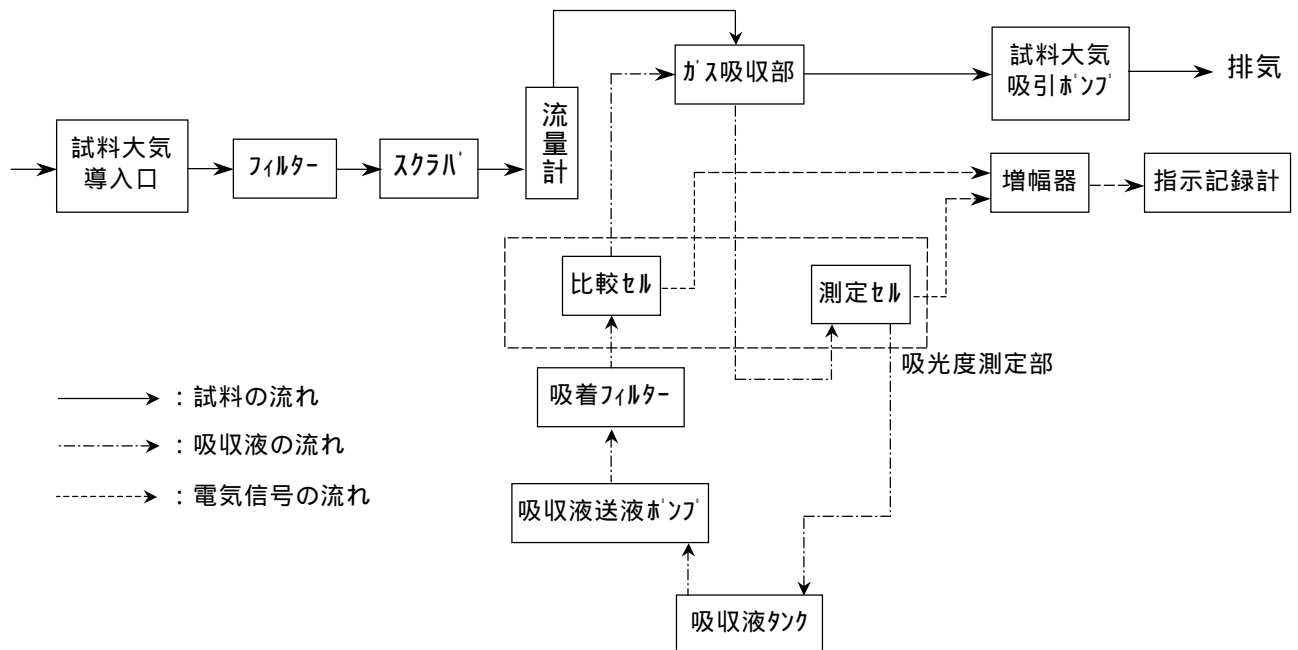 ガス吸収部
試料大気
吸引ポンプ
排気
試料大気
導入口
フィルター
スクラバ
流量計
増幅器
指示記録計
比較セル
測定セル
吸光度測定部
吸着フィルター
：試料の流れ
：吸収液の流れ
：電気信号の流れ
吸収液送液ポンプ
吸収液タンク